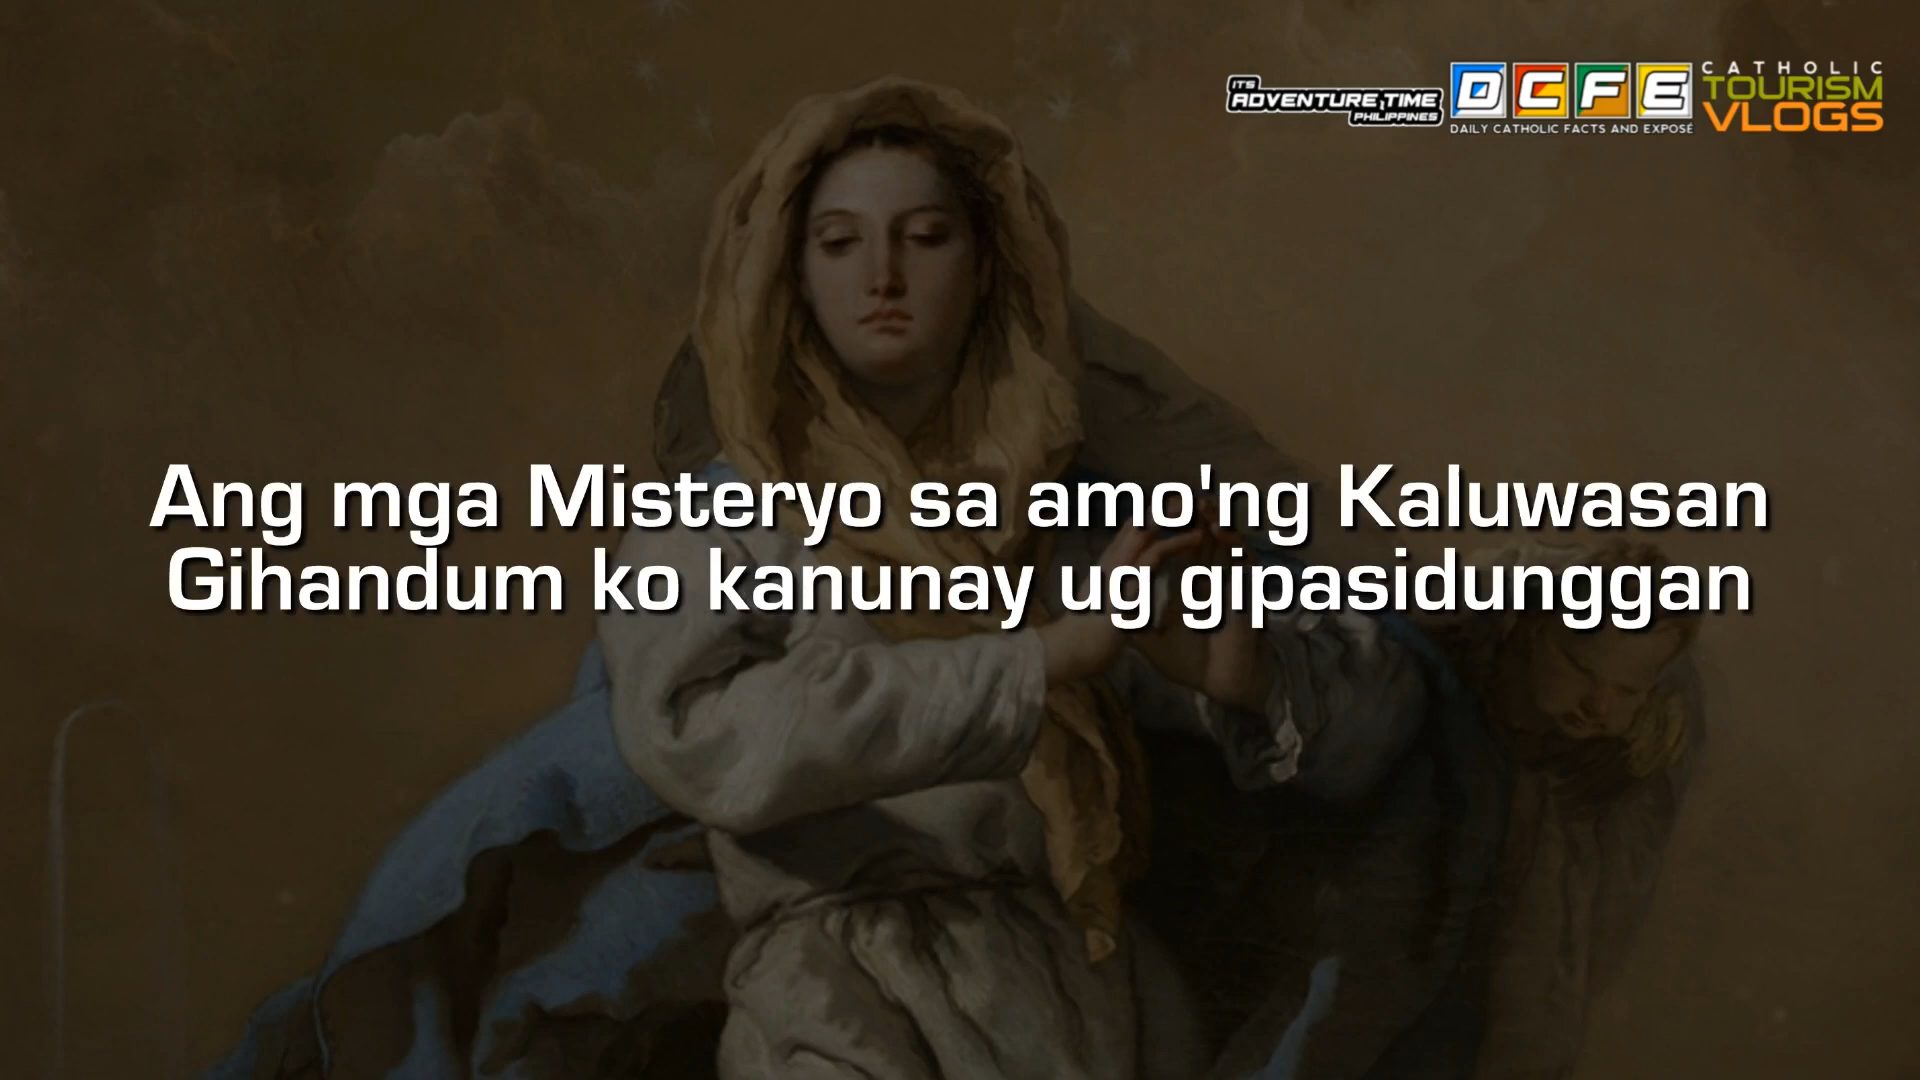 ITS
ADVENTURE TIME
PHILIPPINES
DCFE
DAILY CATHOLIC FACTS AND EXPOSÉ
CATHOLIC
TOURISM
VLOGS
Ang mga Misteryo sa amo'ng Kaluwasan
Gihandum ko kanunay ug gipasidunggan